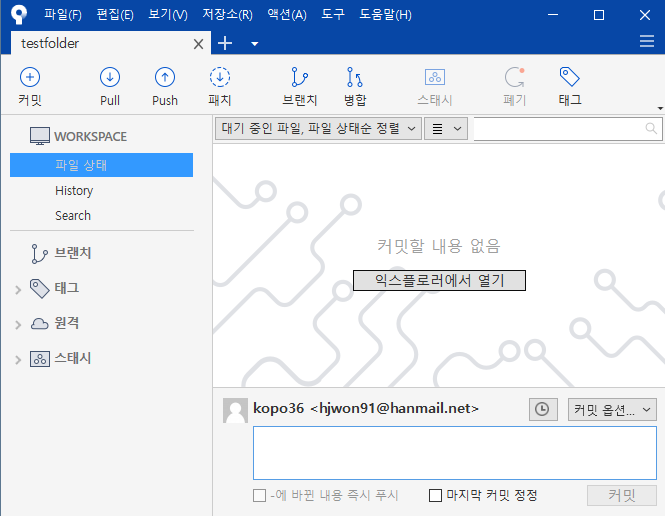 파일(F) 편집(E) 보기(V) 저장소(R) 액션(A) 도구 도움말(H)
testfolder
커밋 Pull Push 패치 브랜치 병합 스태시 폐기 태그
WORKSPACE
파일 상태
History
Search
브랜치
태그
원격
스태시
대기 중인 파일, 파일 상태순 정렬
커밋할 내용 없음
익스플로러에서 열기
kopo36 <hjwon91@hanmail.net>
커밋 옵션...
-에 바뀐 내용 즉시 푸시
마지막 커밋 정정
커밋